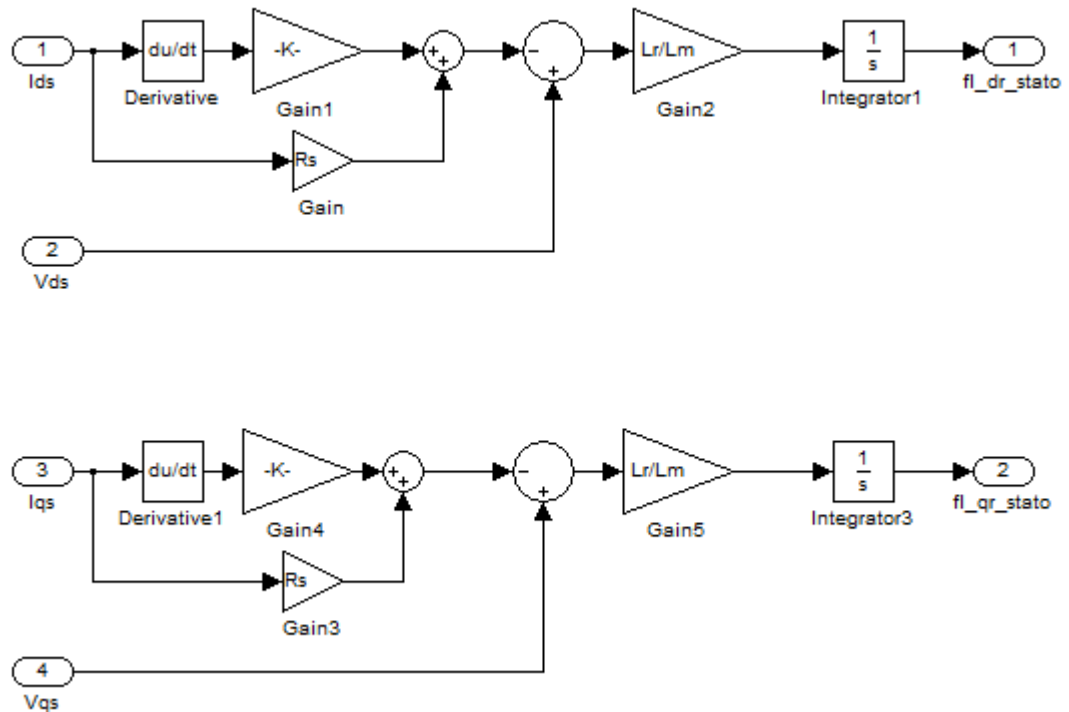 1
Ids
du/dt
Derivative
-K-
Gain1
+
+
Rs
Gain
−
+
Lr/Lm
Gain2
1
s
Integrator1
1
fl_dr_stato
2
Vds
3
Iqs
du/dt
Derivative1
-K-
Gain4
+
+
Rs
Gain3
−
+
Lr/Lm
Gain5
1
s
Integrator3
2
fl_qr_stato
4
Vqs